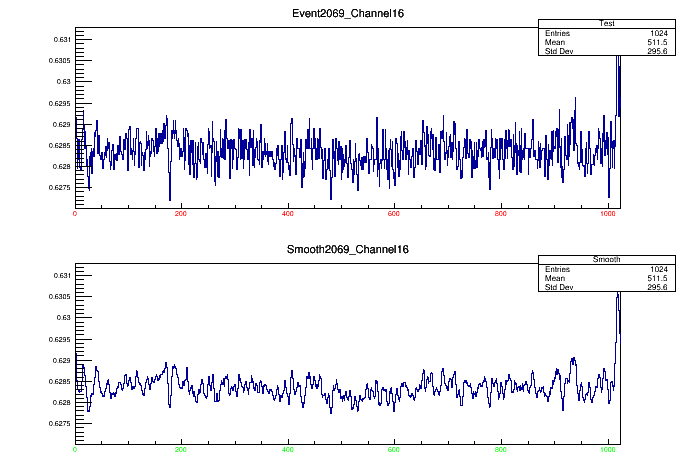 Event2069_Channel16
Test
Entries 1024
Mean 511.5
Std Dev 295.6
0.631
0.6305
0.63
0.6295
0.629
0.6285
0.628
0.6275
0 200 400 600 800 1000
Smooth2069_Channel16
Smooth
Entries 1024
Mean 511.5
Std Dev 295.6
0.631
0.6305
0.63
0.6295
0.629
0.6285
0.628
0.6275
0 200 400 600 800 1000